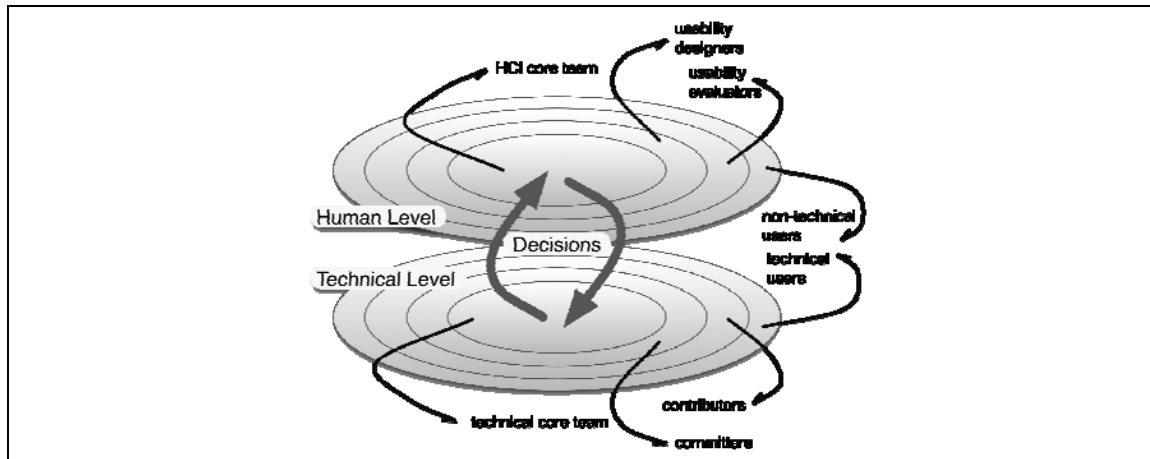 usability
designers
HCI core team
usability
evaluators
Human Level
non-technical
users
Decisions
technical
users
Technical Level
contributors
technical core team
committers